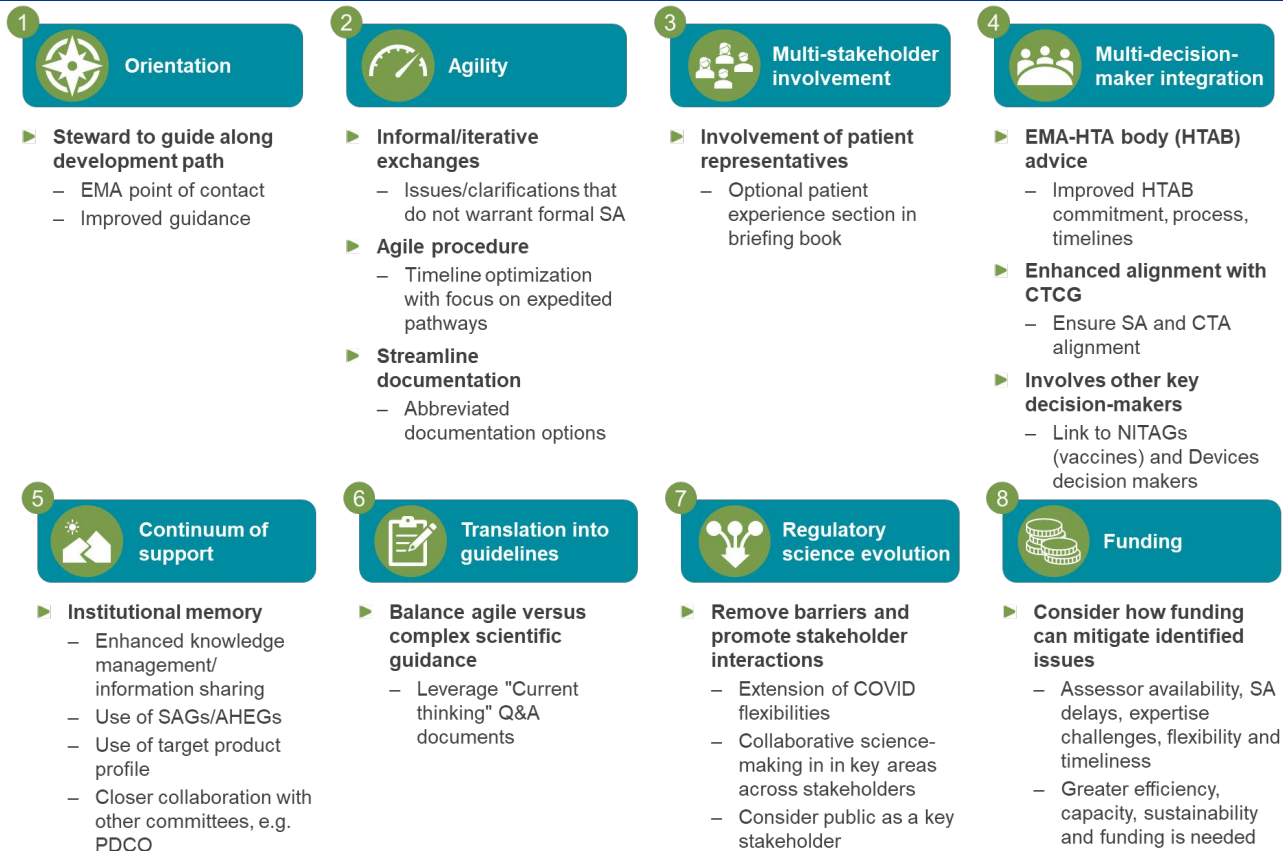 1
Orientation
Steward to guide along
development path
– EMA point of contact
– Improved guidance
2
Agility
Informal/iterative
exchanges
– Issues/clarifications that
do not warrant formal SA
Agile procedure
– Timeline optimization
with focus on expedited
pathways
Streamline
documentation
– Abbreviated
documentation options
3
Multi-stakeholder
involvement
Involvement of patient
representatives
– Optional patient
experience section in
briefing book
4
Multi-decision-
maker integration
EMA-HTA body (HTAB)
advice
– Improved HTAB
commitment, process,
timelines
Enhanced alignment with
CTCG
– Ensure SA and CTA
alignment
Involves other key
decision-makers
– Link to NITAGs
(vaccines) and Devices
decision makers
5
Continuum of
support
Institutional memory
– Enhanced knowledge
management/
information sharing
– Use of SAGs/AHEGs
– Use of target product
profile
– Closer collaboration with
other committees, e.g.
PDCO
6
Translation into
guidelines
Balance agile versus
complex scientific
guidance
– Leverage "Current
thinking" Q&A
documents
7
Regulatory
science evolution
Remove barriers and
promote stakeholder
interactions
– Extension of COVID
flexibilities
– Collaborative science-
making in in key areas
across stakeholders
– Consider public as a key
stakeholder
8
Funding
Consider how funding
can mitigate identified
issues
– Assessor availability, SA
delays, expertise
challenges, flexibility and
timeliness
– Greater efficiency,
capacity, sustainability
and funding is needed